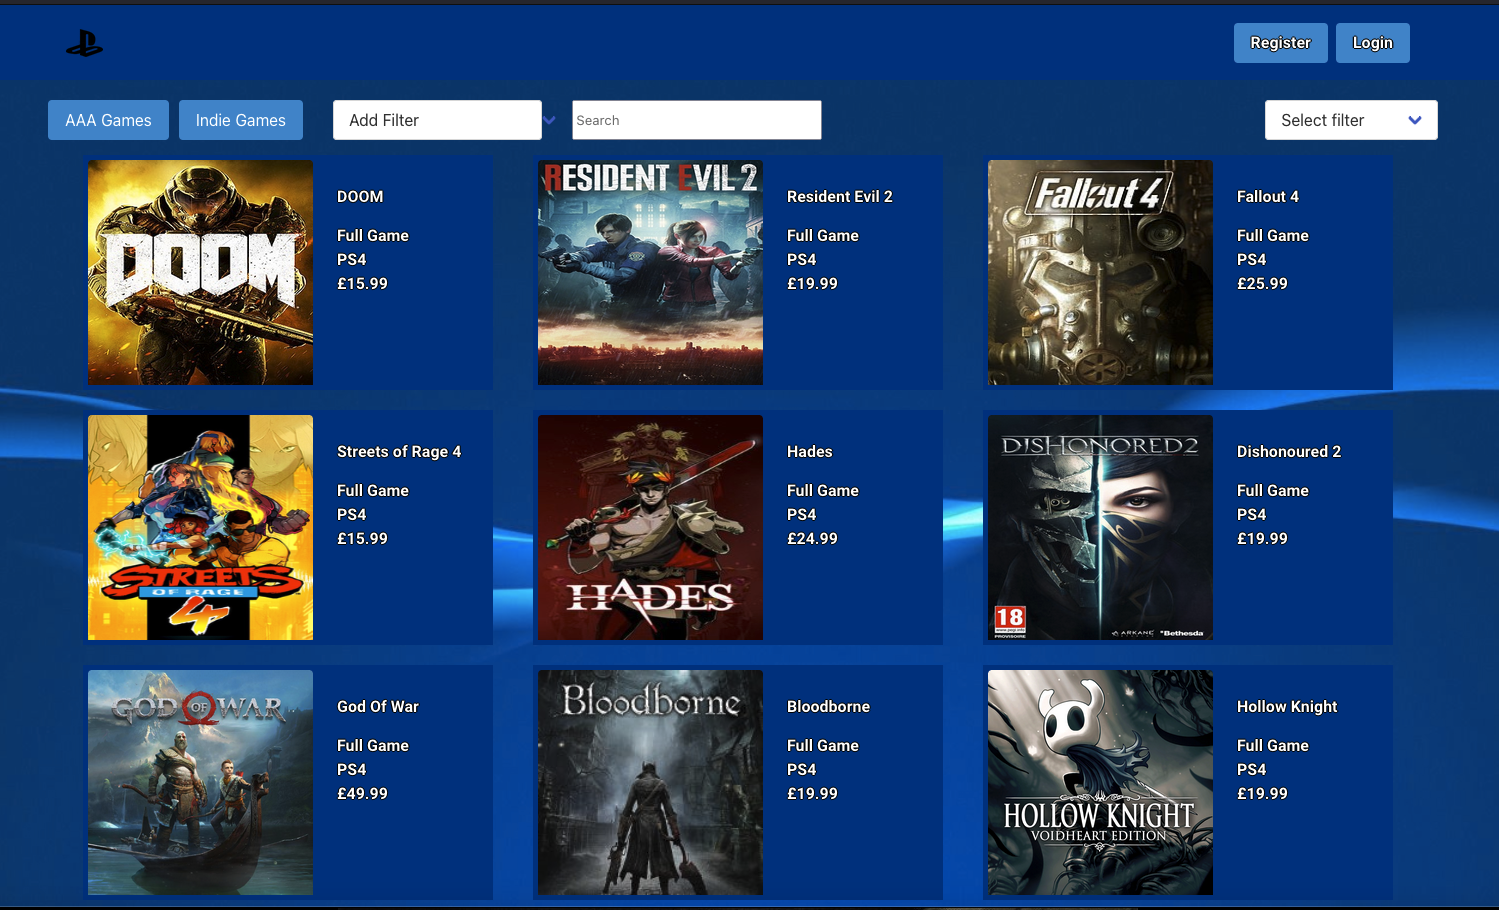 Register
Login
AAA Games
Indie Games
Add Filter
Search
Select filter
DOOM
DOOM
Full Game
PS4
£15.99
RESIDENT EVIL 2
Resident Evil 2
Full Game
PS4
£19.99
Fallout 4
Fallout 4
Full Game
PS4
£25.99
STREETS
OF RAGE
4
Streets of Rage 4
Full Game
PS4
£15.99
HADES
Hades
Full Game
PS4
£24.99
DISHONORED 2
18
PROVISOIRE
ARKANE
Bethesda
Dishonoured 2
Full Game
PS4
£19.99
GOD OF WAR
God Of War
Full Game
PS4
£49.99
Bloodborne
Bloodborne
Full Game
PS4
£19.99
HOLLOW KNIGHT
VOIDHEART EDITION
Hollow Knight
Full Game
PS4
£19.99